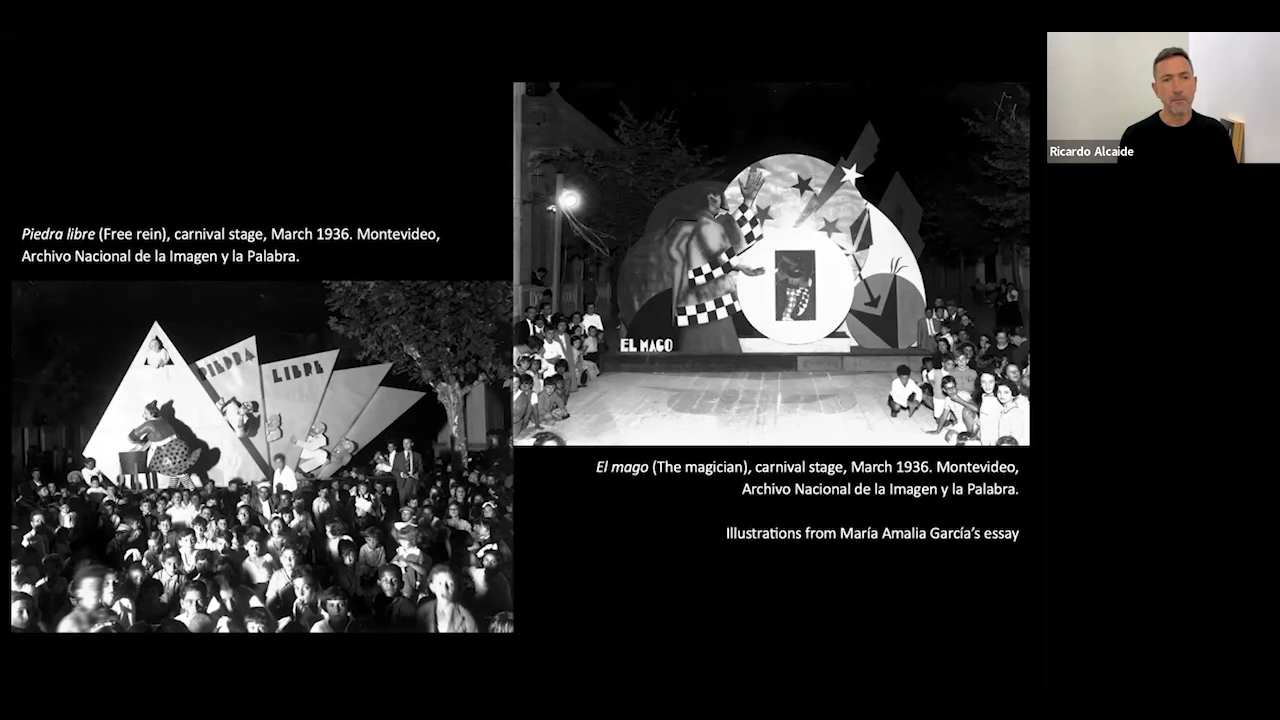 Ricardo Alcaide
Piedra libre (Free rein), carnival stage, March 1936. Montevideo,
Archivo Nacional de la Imagen y la Palabra.
PIEDRA LIBRE
EL MAGO
El mago (The magician), carnival stage, March 1936. Montevideo,
Archivo Nacional de la Imagen y la Palabra.
Illustrations from María Amalia García’s essay